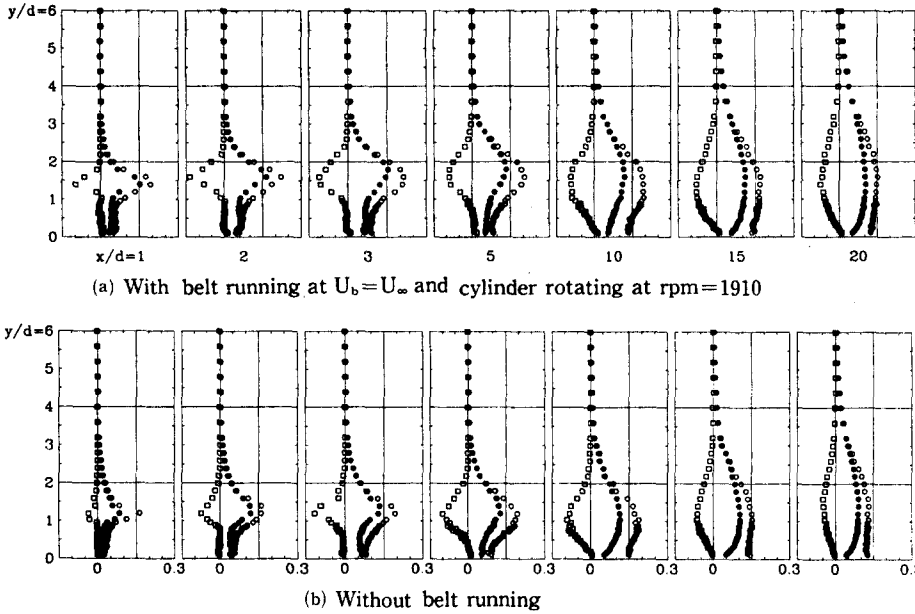 y/d=6
5
4
3
2
1
0
x/d=1 2 3 5 10 15 20
(a) With belt running at U_b=U_∞ and cylinder rotating at rpm=1910
y/d=6
5
4
3
2
1
0
0 0.3 0 0.3 0 0.3 0 0.3 0 0.3 0 0.3 0 0.3
(b) Without belt running